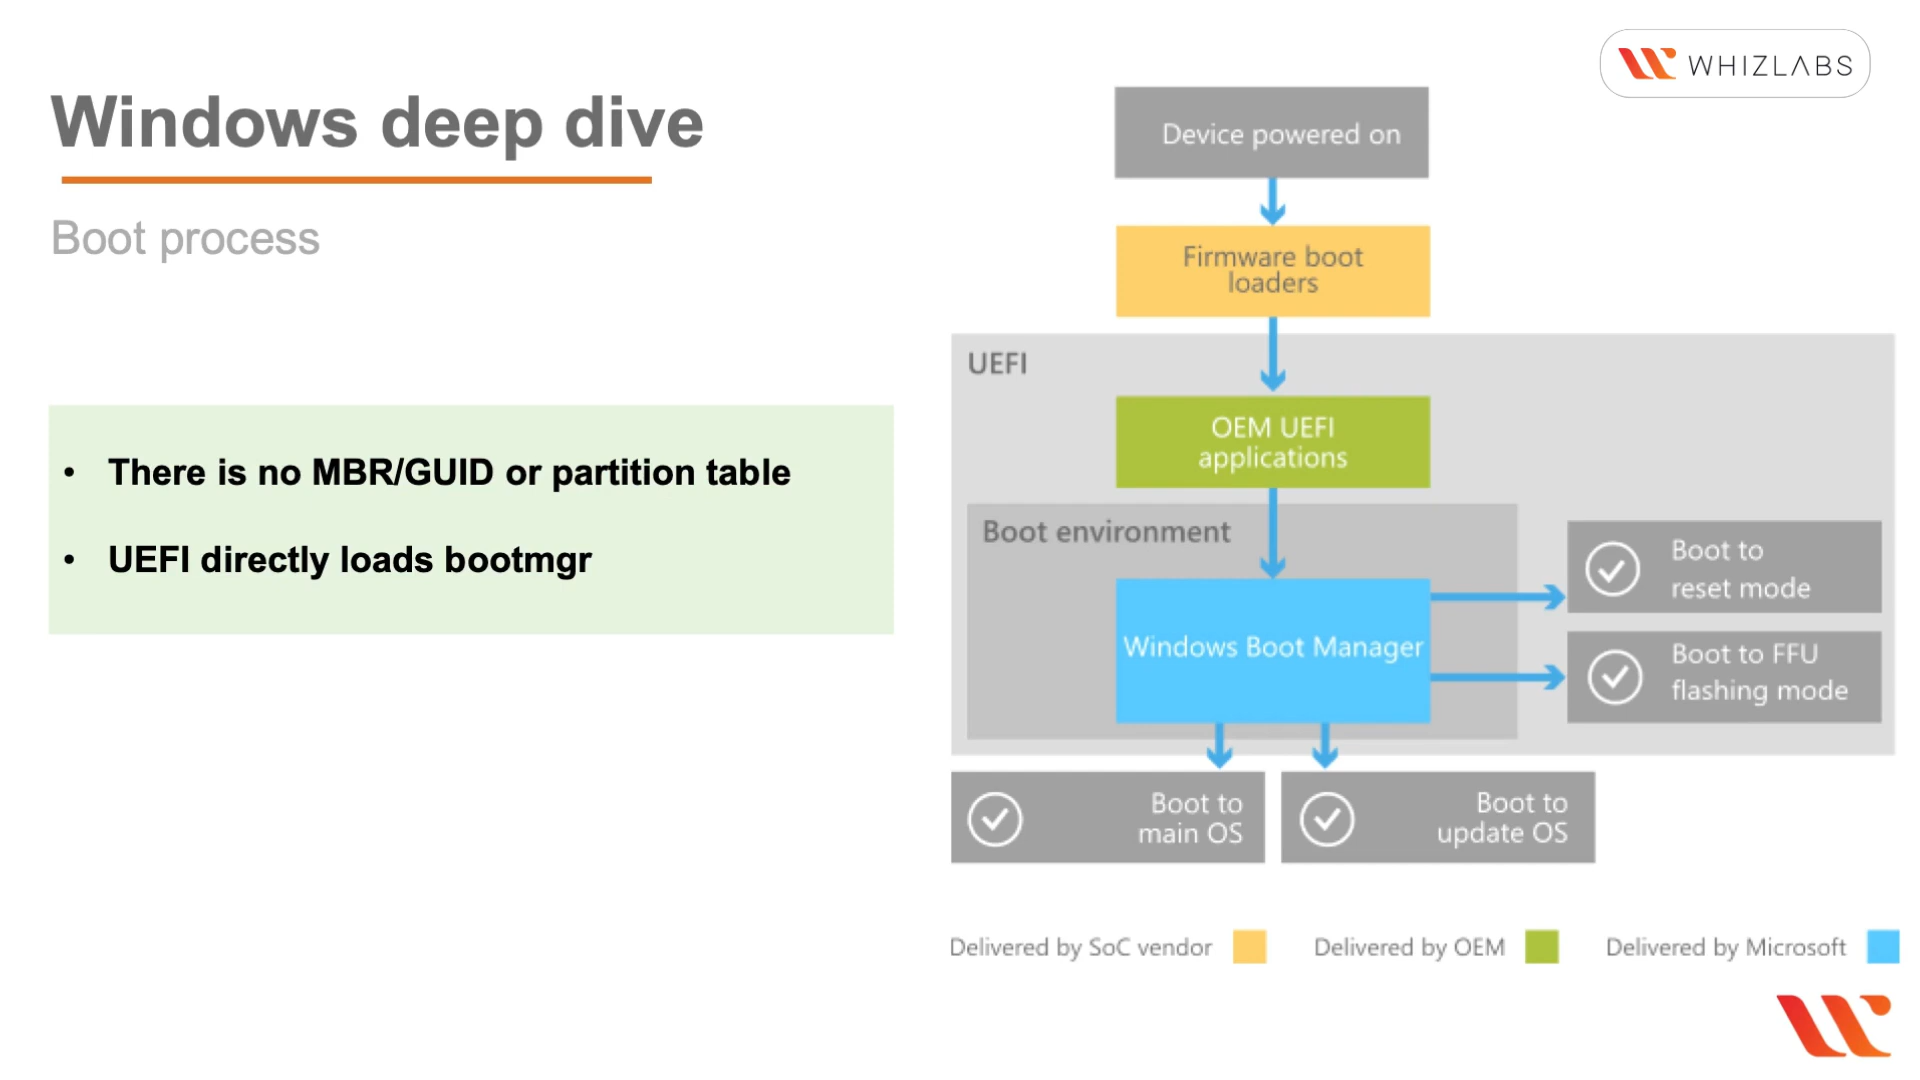 WHIZLABS
Windows deep dive
Boot process
• There is no MBR/GUID or partition table
• UEFI directly loads bootmgr
Device powered on
Firmware boot
loaders
UEFI
OEM UEFI
applications
Boot environment
Windows Boot Manager
Boot to
reset mode
Boot to FFU
flashing mode
Boot to
main OS
Boot to
update OS
Delivered by SoC vendor
Delivered by OEM
Delivered by Microsoft